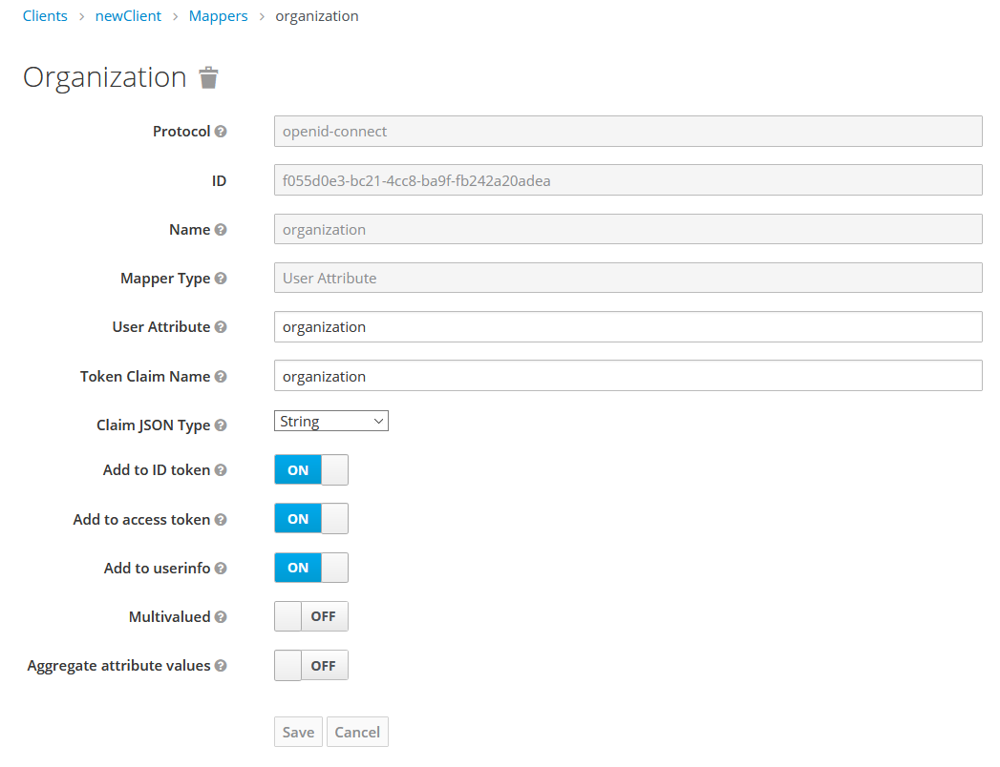 Clients > newClient > Mappers > organization
Organization
Protocol openid-connect
ID f055d0e3-bc21-4cc8-ba9f-fb242a20adea
Name organization
Mapper Type User Attribute
User Attribute organization
Token Claim Name organization
Claim JSON Type String
Add to ID token ON
Add to access token ON
Add to userinfo ON
Multivalued OFF
Aggregate attribute values OFF
Save Cancel